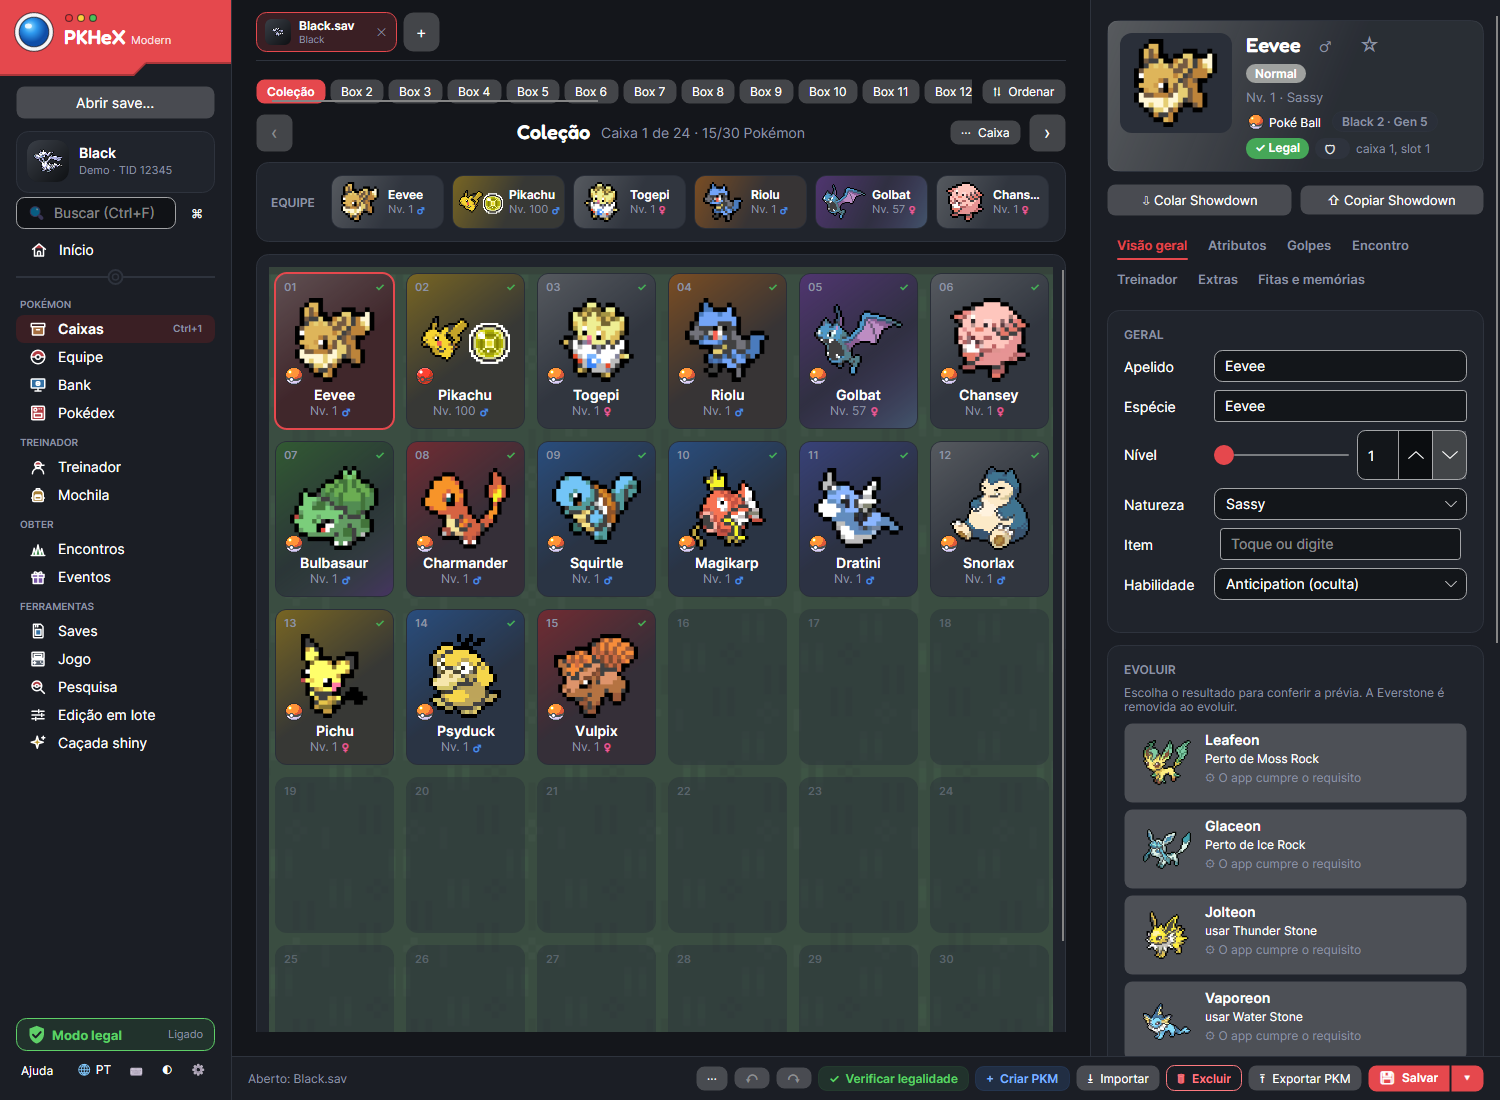 PKHeX Modern
Abrir save...
Black
Demo · TID 12345
Buscar (Ctrl+F)
⌘
Início
POKÉMON
Caixas Ctrl+1
Equipe
Bank
Pokédex
TREINADOR
Treinador
Mochila
OBTER
Encontros
Eventos
FERRAMENTAS
Saves
Jogo
Pesquisa
Edição em lote
Caçada shiny
Modo legal Ligado
Ajuda PT
Black.sav
Black
+
Coleção Box 2 Box 3 Box 4 Box 5 Box 6 Box 7 Box 8 Box 9 Box 10 Box 11 Box 12 Ordenar
‹ Coleção Caixa 1 de 24 · 15/30 Pokémon ··· Caixa ›
EQUIPE
Eevee
Nv. 1 ♂
Pikachu
Nv. 100 ♂
Togepi
Nv. 1 ♀
Riolu
Nv. 1 ♂
Golbat
Nv. 57 ♀
Chans...
Nv. 1 ♀
01 ✓ 02 ✓ 03 ✓ 04 ✓ 05 ✓ 06 ✓
Eevee Pikachu Togepi Riolu Golbat Chansey
Nv. 1 ♂ Nv. 100 ♂ Nv. 1 ♀ Nv. 1 ♂ Nv. 57 ♀ Nv. 1 ♀
07 ✓ 08 ✓ 09 ✓ 10 ✓ 11 ✓ 12 ✓
Bulbasaur Charmander Squirtle Magikarp Dratini Snorlax
Nv. 1 ♂ Nv. 1 ♂ Nv. 1 ♂ Nv. 1 ♂ Nv. 1 ♂ Nv. 1 ♂
13 ✓ 14 ✓ 15 ✓ 16 17 18
Pichu Psyduck Vulpix
Nv. 1 ♀ Nv. 1 ♂ Nv. 1 ♀
19 20 21 22 23 24
25 26 27 28 29 30
Eevee ♂ ☆
Normal
Nv. 1 · Sassy
Poké Ball Black 2 · Gen 5
✓ Legal caixa 1, slot 1
⇩ Colar Showdown ⇧ Copiar Showdown
Visão geral Atributos Golpes Encontro
Treinador Extras Fitas e memórias
GERAL
Apelido Eevee
Espécie Eevee
Nível 1
Natureza Sassy
Item Toque ou digite
Habilidade Anticipation (oculta)
EVOLUIR
Escolha o resultado para conferir a prévia. A Everstone é
removida ao evoluir.
Leafeon
Perto de Moss Rock
O app cumpre o requisito
Glaceon
Perto de Ice Rock
O app cumpre o requisito
Jolteon
usar Thunder Stone
O app cumpre o requisito
Vaporeon
usar Water Stone
O app cumpre o requisito
Aberto: Black.sav ··· ✓ Verificar legalidade + Criar PKM Importar Excluir Exportar PKM Salvar